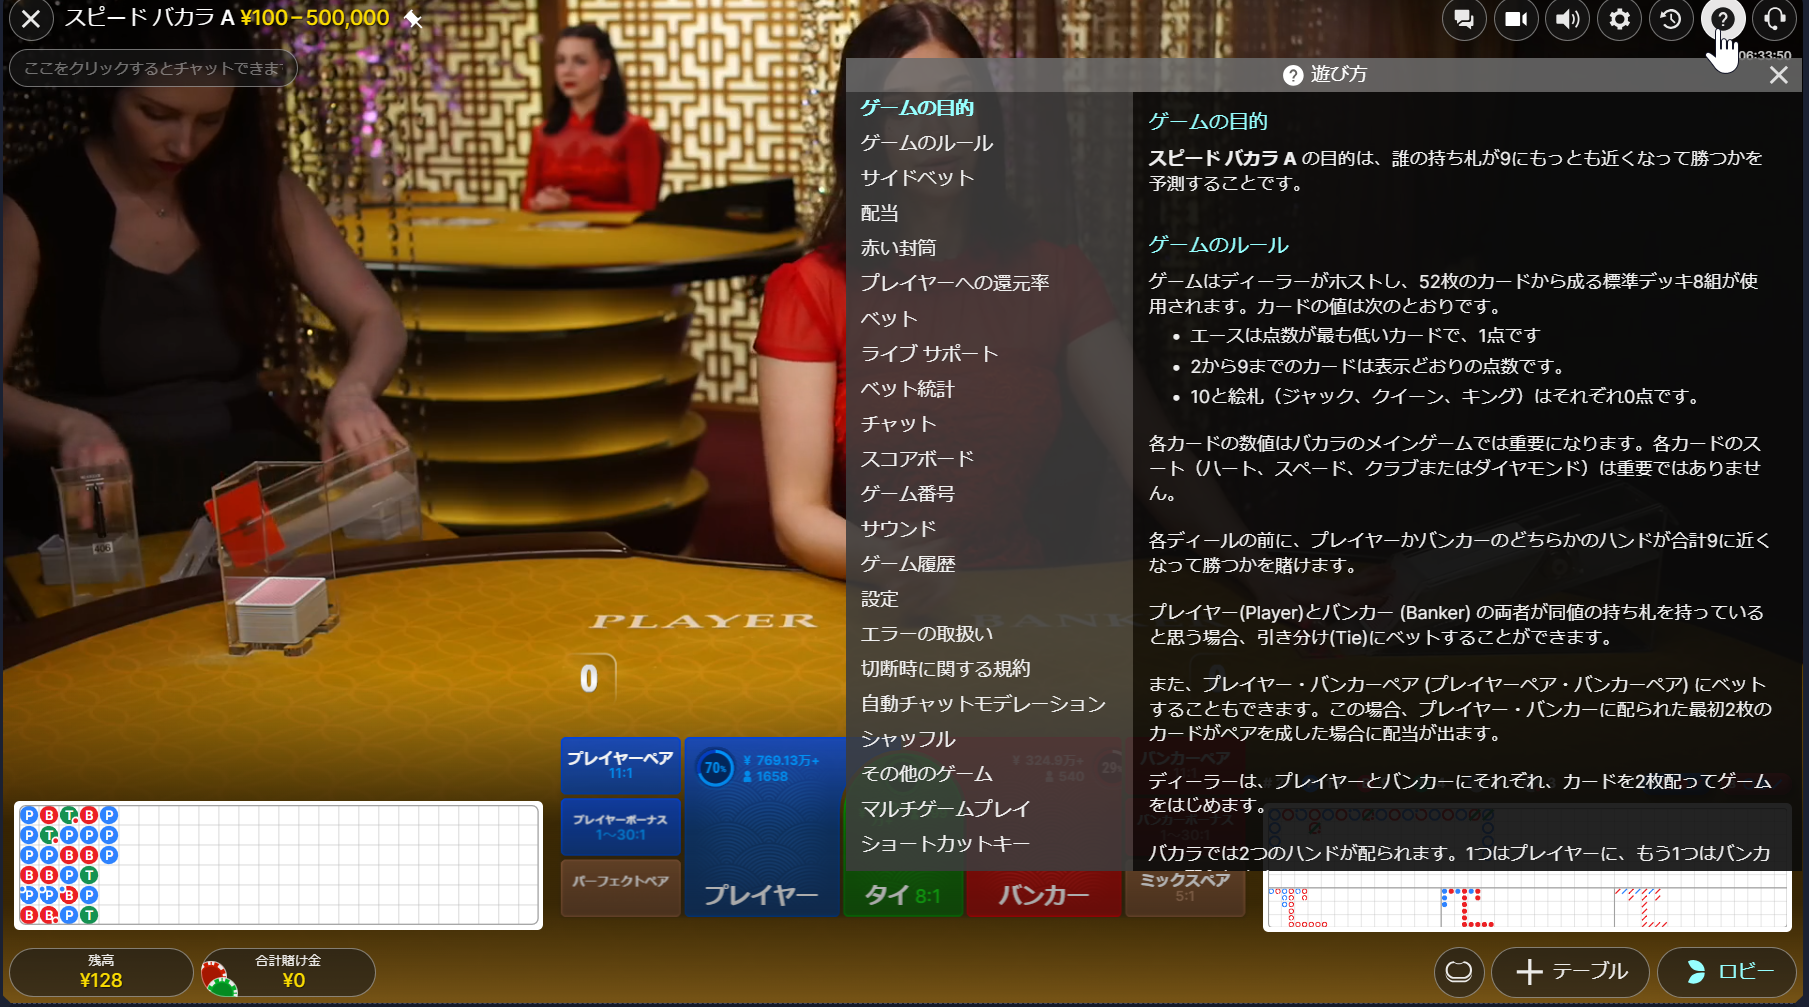 スピード バカラ A ¥100–500,000
ここをクリックするとチャットできま
06:33:50
? 遊び方
ゲームの目的
ゲームのルール
サイドベット
配当
赤い封筒
プレイヤーへの還元率
ベット
ライブ サポート
ベット統計
チャット
スコアボード
ゲーム番号
サウンド
ゲーム履歴
設定
エラーの取扱い
切断時に関する規約
自動チャットモデレーション
シャッフル
その他のゲーム
マルチゲームプレイ
ショートカットキー
ゲームの目的
スピード バカラ A の目的は、誰の持ち札が9にもっとも近くなって勝つかを
予測することです。
ゲームのルール
ゲームはディーラーがホストし、52枚のカードから成る標準デッキ8組が使
用されます。カードの値は次のとおりです。
• エースは点数が最も低いカードで、1点です
• 2から9までのカードは表示どおりの点数です。
• 10と絵札（ジャック、クイーン、キング）はそれぞれ0点です。
各カードの数値はバカラのメインゲームでは重要になります。各カードのス
ート（ハート、スペード、クラブまたはダイヤモンド）は重要ではありませ
ん。
各ディールの前に、プレイヤーかバンカーのどちらかのハンドが合計9に近く
なって勝つかを賭けます。
プレイヤー(Player)とバンカー (Banker) の両者が同値の持ち札を持っている
と思う場合、引き分け(Tie)にベットすることができます。
また、プレイヤー・バンカーペア (プレイヤーペア・バンカーペア) にベット
することもできます。この場合、プレイヤー・バンカーに配られた最初2枚の
カードがペアを成した場合に配当が出ます。
ディーラーは、プレイヤーとバンカーにそれぞれ、カードを2枚配ってゲーム
をはじめます。
バカラでは2つのハンドが配られます。1つはプレイヤーに、もう1つはバンカ
406
PLAYER
BANKER
0
0
プレイヤーペア
11:1
プレイヤーボーナス
1〜30:1
パーフェクトペア
70%
¥ 769.13万+
1658
プレイヤー
タイ 8:1
¥ 324.9万+
540
29%
バンカー
バンカーペア
バンカーボーナス
1〜30:1
ミックスペア
5:1
P B T B P
P T P P P
P P B B P
B B P T
P P B P
B B P T
残高
¥128
合計賭け金
¥0
テーブル
ロビー